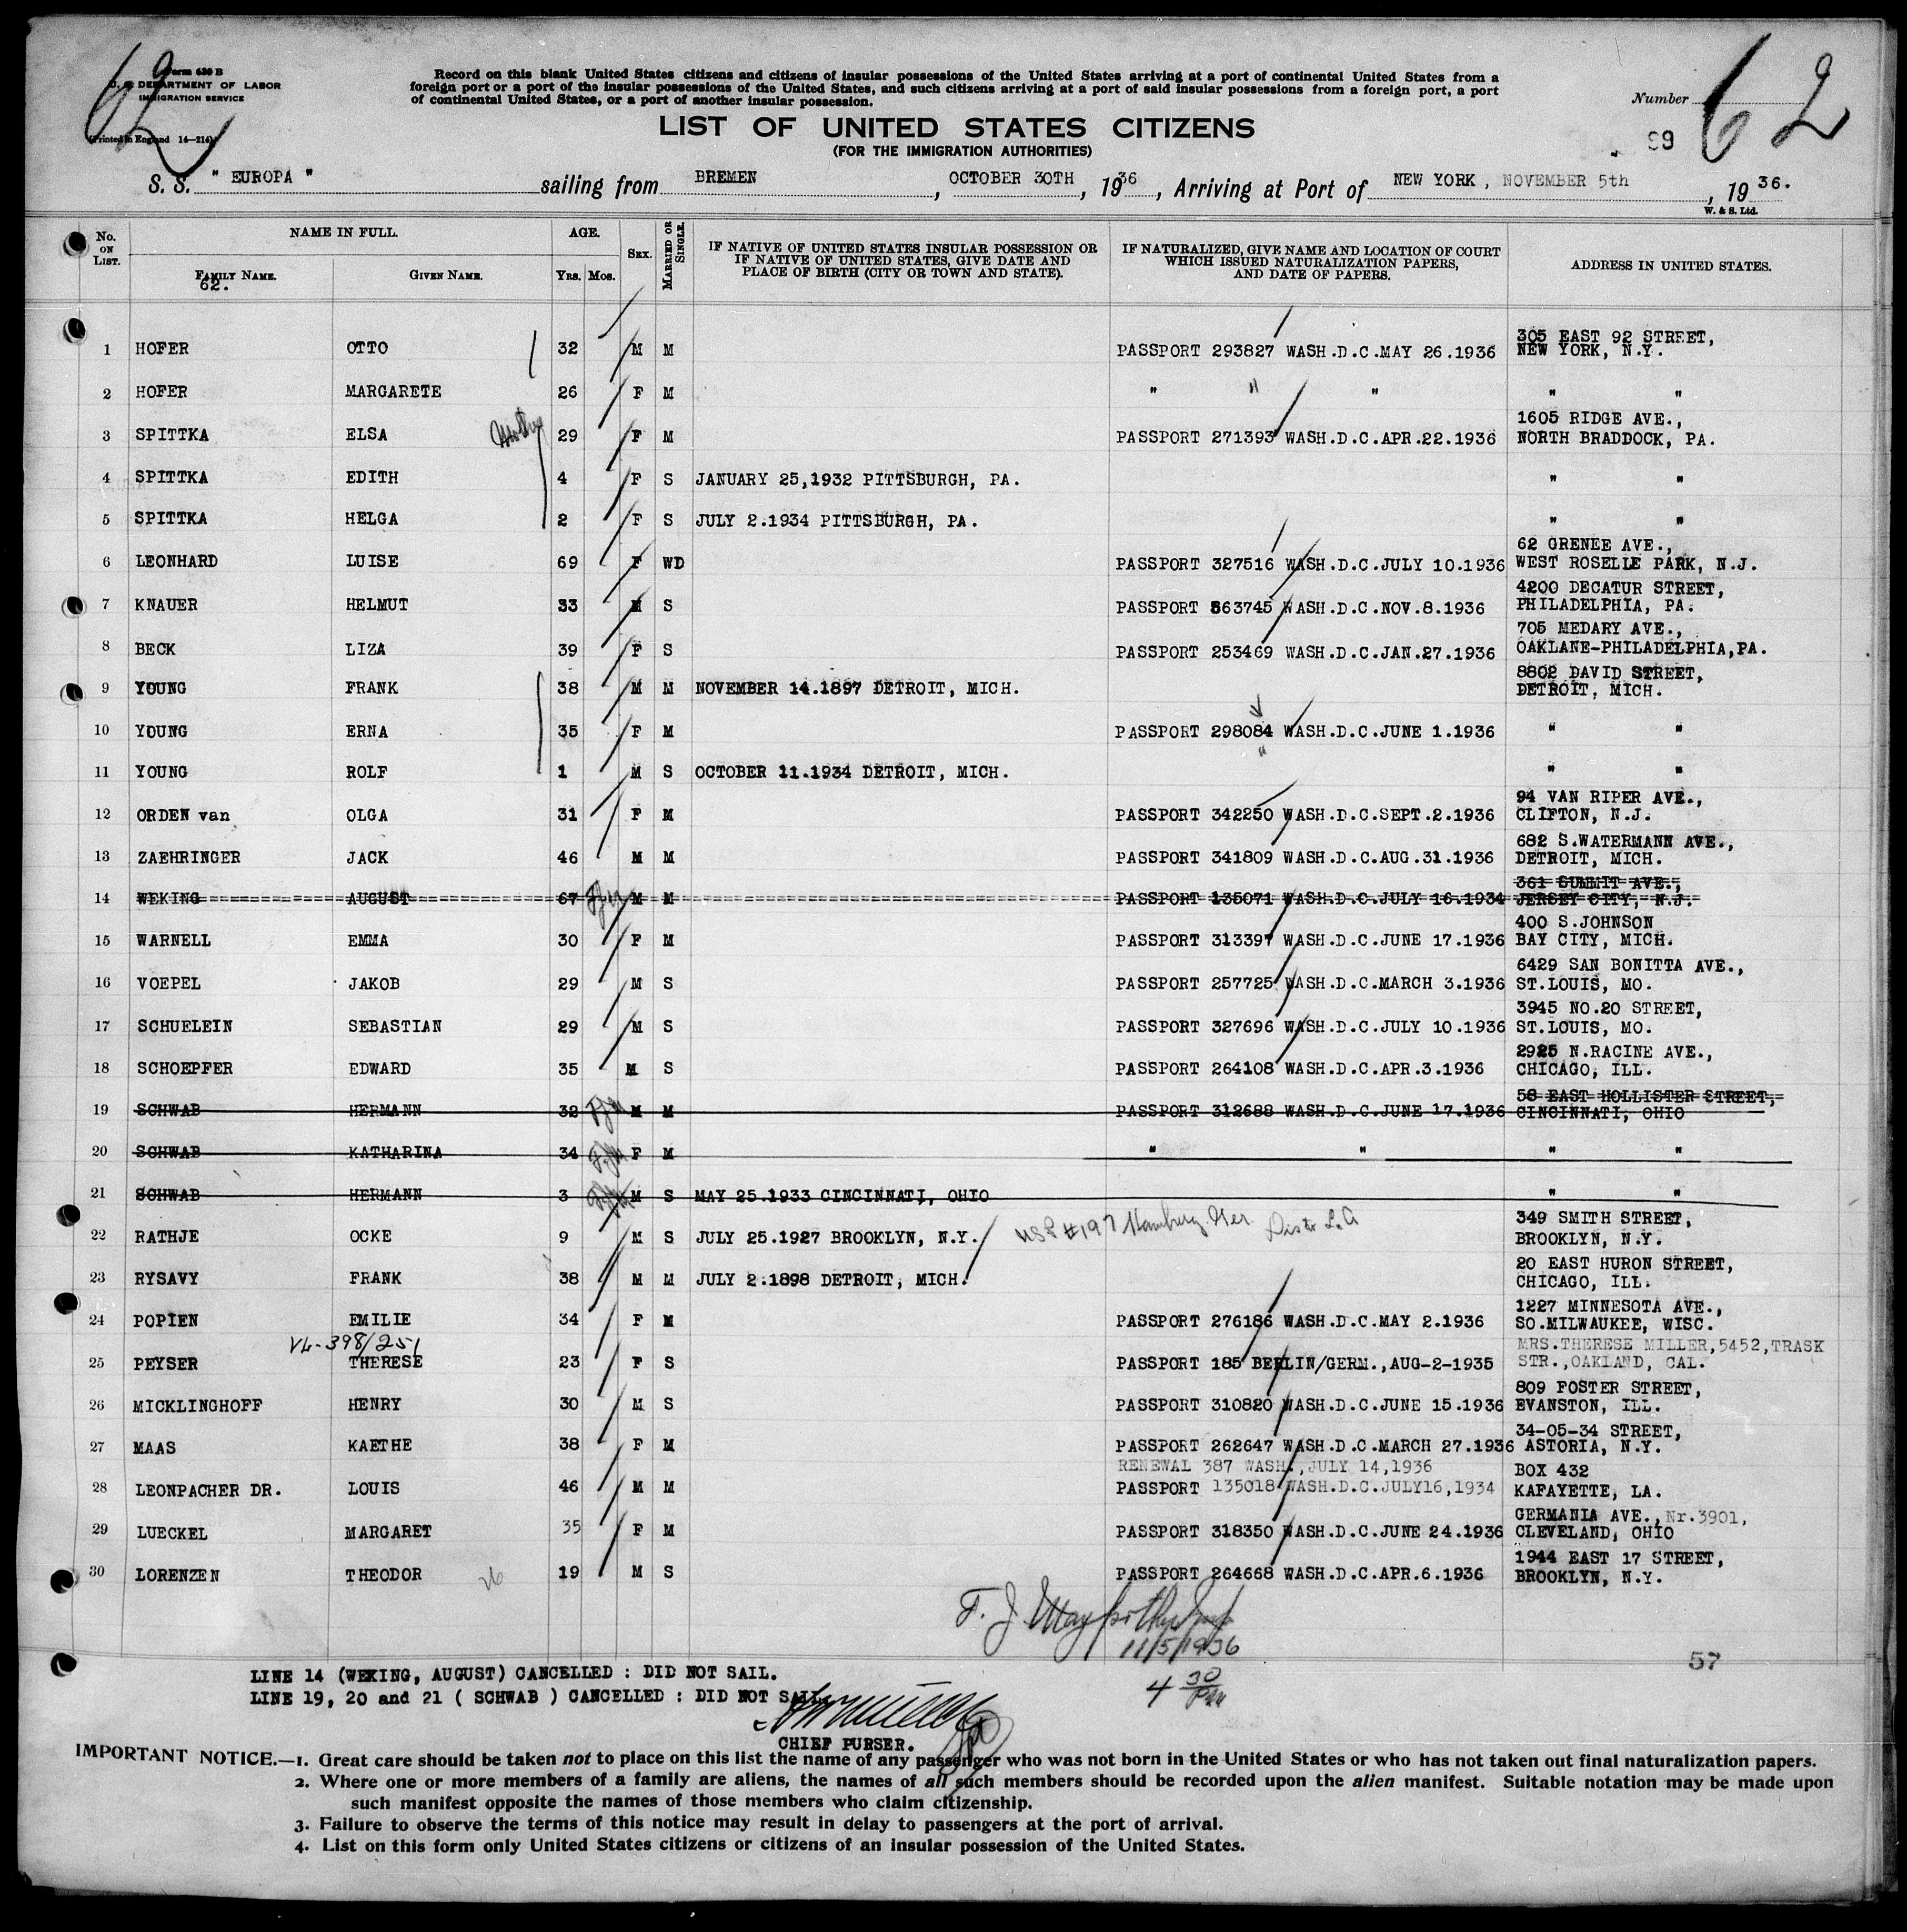 62
Form 630 B
U. S. DEPARTMENT OF LABOR
IMMIGRATION SERVICE
(Printed in England 14—214)
Record on this blank United States citizens and citizens of insular possessions of the United States arriving at a port of continental United States from a
foreign port or a port of the insular possessions of the United States, and such citizens arriving at a port of said insular possessions from a foreign port, a port
of continental United States, or a port of another insular possession.
LIST OF UNITED STATES CITIZENS
(FOR THE IMMIGRATION AUTHORITIES)
Number 62
99
S. S. " EUROPA " sailing from BREMEN, OCTOBER 30TH, 1936, Arriving at Port of NEW YORK, NOVEMBER 5th, 1936.
W. & S. Ltd.
No. ON LIST. NAME IN FULL. AGE. SEX. MARRIED OR SINGLE. IF NATIVE OF UNITED STATES INSULAR POSSESSION OR IF NATIVE OF UNITED STATES, GIVE DATE AND PLACE OF BIRTH (CITY OR TOWN AND STATE). IF NATURALIZED, GIVE NAME AND LOCATION OF COURT WHICH ISSUED NATURALIZATION PAPERS, AND DATE OF PAPERS. ADDRESS IN UNITED STATES.
FAMILY NAME. GIVEN NAME. Yrs. Mos.
62.
305 EAST 92 STREET,
1 HOFER OTTO 32 M M PASSPORT 293827 WASH.D.C.MAY 26.1936 NEW YORK, N.Y.
2 HOFER MARGARETE 26 F M " " " " "
1605 RIDGE AVE.,
3 SPITTKA ELSA 29 F M PASSPORT 271393 WASH.D.C.APR.22.1936 NORTH BRADDOCK, PA.
4 SPITTKA EDITH 4 F S JANUARY 25,1932 PITTSBURGH, PA. " "
5 SPITTKA HELGA 2 F S JULY 2.1934 PITTSBURGH, PA. " "
62 GRENEE AVE.,
6 LEONHARD LUISE 69 F WD PASSPORT 327516 WASH.D.C.JULY 10.1936 WEST ROSELLE PARK, N.J.
4200 DECATUR STREET,
7 KNAUER HELMUT 33 M S PASSPORT 563745 WASH.D.C.NOV.8.1936 PHILADELPHIA, PA.
705 MEDARY AVE.,
8 BECK LIZA 39 F S PASSPORT 253469 WASH.D.C.JAN.27.1936 OAKLANE-PHILADELPHIA,PA.
8802 DAVID STREET,
9 YOUNG FRANK 38 M M NOVEMBER 14.1897 DETROIT, MICH. DETROIT, MICH.
10 YOUNG ERNA 35 F M PASSPORT 298084 WASH.D.C.JUNE 1.1936 " "
"
11 YOUNG ROLF 1 M S OCTOBER 11.1934 DETROIT, MICH. " "
94 VAN RIPER AVE.,
12 ORDEN van OLGA 31 F M PASSPORT 342250 WASH.D.C.SEPT.2.1936 CLIFTON, N.J.
682 S.WATERMANN AVE.,
13 ZAEHRINGER JACK 46 M M PASSPORT 341809 WASH.D.C.AUG.31.1936 DETROIT, MICH.
361 SUMMIT AVE.,
14 WEKING AUGUST 67 M M PASSPORT 135071 WASH.D.C.JULY 16.1934 JERSEY CITY, N.J.
400 S.JOHNSON
15 WARNELL EMMA 30 F M PASSPORT 313397 WASH.D.C.JUNE 17.1936 BAY CITY, MICH.
6429 SAN BONITTA AVE.,
16 VOEPEL JAKOB 29 M S PASSPORT 257725 WASH.D.C.MARCH 3.1936 ST.LOUIS, MO.
3945 NO.20 STREET,
17 SCHUELEIN SEBASTIAN 29 M S PASSPORT 327696 WASH.D.C.JULY 10.1936 ST.LOUIS, MO.
2925 N.RACINE AVE.,
18 SCHOEPFER EDWARD 35 M S PASSPORT 264108 WASH.D.C.APR.3.1936 CHICAGO, ILL.
58 EAST HOLLISTER STREET,
19 SCHWAB HERMANN 32 M M PASSPORT 312688 WASH.D.C.JUNE 17.1936 CINCINNATI, OHIO
20 SCHWAB KATHARINA 34 F M " " " "
21 SCHWAB HERMANN 3 M S MAY 25.1933 CINCINNATI, OHIO " "
349 SMITH STREET,
22 RATHJE OCKE 9 M S JULY 25.1927 BROOKLYN, N.Y. USP #197 Hamburg Ger. BROOKLYN, N.Y.
20 EAST HURON STREET,
23 RYSAVY FRANK 38 M M JULY 2.1898 DETROIT, MICH. CHICAGO, ILL.
1227 MINNESOTA AVE.,
24 POPIEN EMILIE 34 F M PASSPORT 276186 WASH.D.C.MAY 2.1936 SO.MILWAUKEE, WISC.
VL-398/251 MRS.THERESE MILLER,5452,TRASK
25 PEYSER THERESE 23 F S PASSPORT 185 BERLIN/GERM.,AUG-2-1935 STR.,OAKLAND, CAL.
809 FOSTER STREET,
26 MICKLINGHOFF HENRY 30 M S PASSPORT 310820 WASH.D.C.JUNE 15.1936 EVANSTON, ILL.
34-05-34 STREET,
27 MAAS KAETHE 38 F M PASSPORT 262647 WASH.D.C.MARCH 27.1936 ASTORIA, N.Y.
RENEWAL 387 WASH.,JULY 14,1936 BOX 432
28 LEONPACHER DR. LOUIS 46 M M PASSPORT 135018 WASH.D.C.JULY16,1934 KAFAYETTE, LA.
GERMANIA AVE.,Nr.3901,
29 LUECKEL MARGARET 35 F M PASSPORT 318350 WASH.D.C.JUNE 24.1936 CLEVELAND, OHIO
1944 EAST 17 STREET,
30 LORENZEN THEODOR 26 19 M S PASSPORT 264668 WASH.D.C.APR.6.1936 BROOKLYN, N.Y.
T. J. May
11/5/1936
57
4 30 PM
LINE 14 (WEKING, AUGUST) CANCELLED : DID NOT SAIL.
LINE 19, 20 and 21 ( SCHWAB ) CANCELLED : DID NOT SAIL.
CHIEF PURSER.
IMPORTANT NOTICE.—1. Great care should be taken not to place on this list the name of any passenger who was not born in the United States or who has not taken out final naturalization papers.
2. Where one or more members of a family are aliens, the names of all such members should be recorded upon the alien manifest. Suitable notation may be made upon
such manifest opposite the names of those members who claim citizenship.
3. Failure to observe the terms of this notice may result in delay to passengers at the port of arrival.
4. List on this form only United States citizens or citizens of an insular possession of the United States.